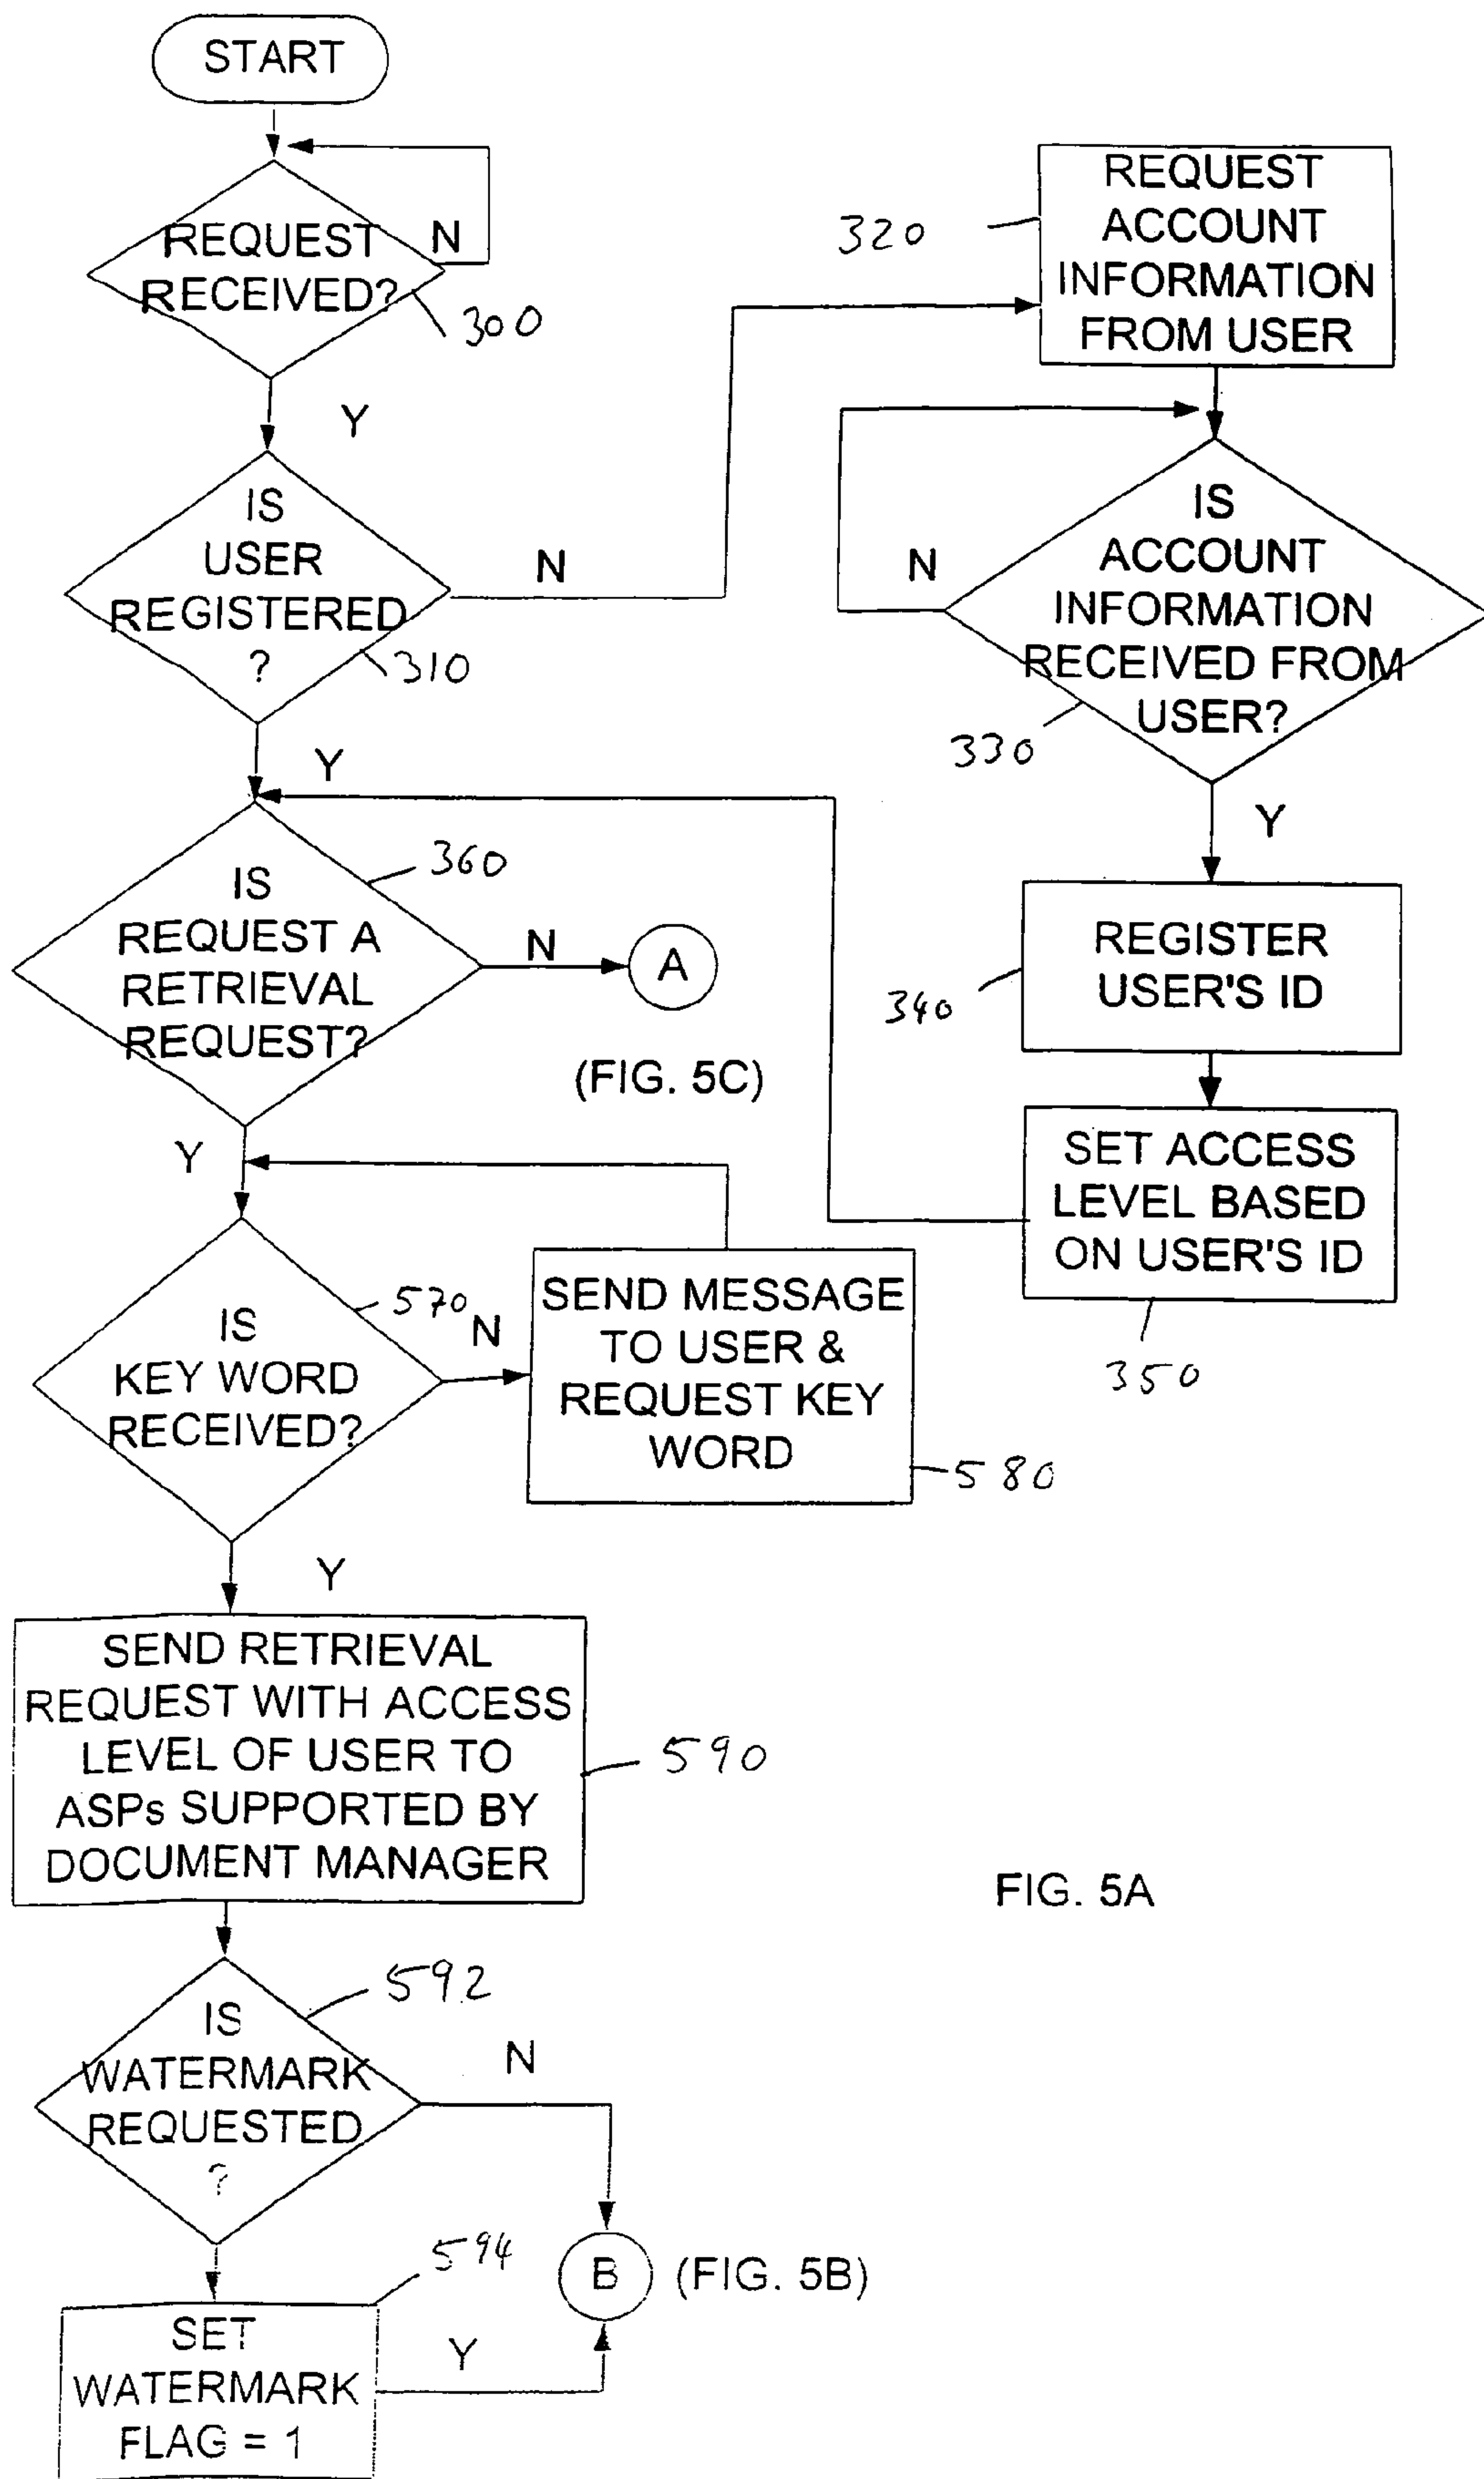 START
REQUEST
RECEIVED?
N
300
Y
IS
USER
REGISTERED
?
310
N
Y
320
REQUEST
ACCOUNT
INFORMATION
FROM USER
IS
ACCOUNT
INFORMATION
RECEIVED FROM
USER?
N
330
Y
REGISTER
USER'S ID
340
SET ACCESS
LEVEL BASED
ON USER'S ID
350
IS
REQUEST A
RETRIEVAL
REQUEST?
360
N
A
(FIG. 5C)
Y
IS
KEY WORD
RECEIVED?
570
N
SEND MESSAGE
TO USER &
REQUEST KEY
WORD
580
Y
SEND RETRIEVAL
REQUEST WITH ACCESS
LEVEL OF USER TO
ASPs SUPPORTED BY
DOCUMENT MANAGER
590
FIG. 5A
IS
WATERMARK
REQUESTED
?
592
N
B
(FIG. 5B)
594
SET
WATERMARK
FLAG = 1
Y